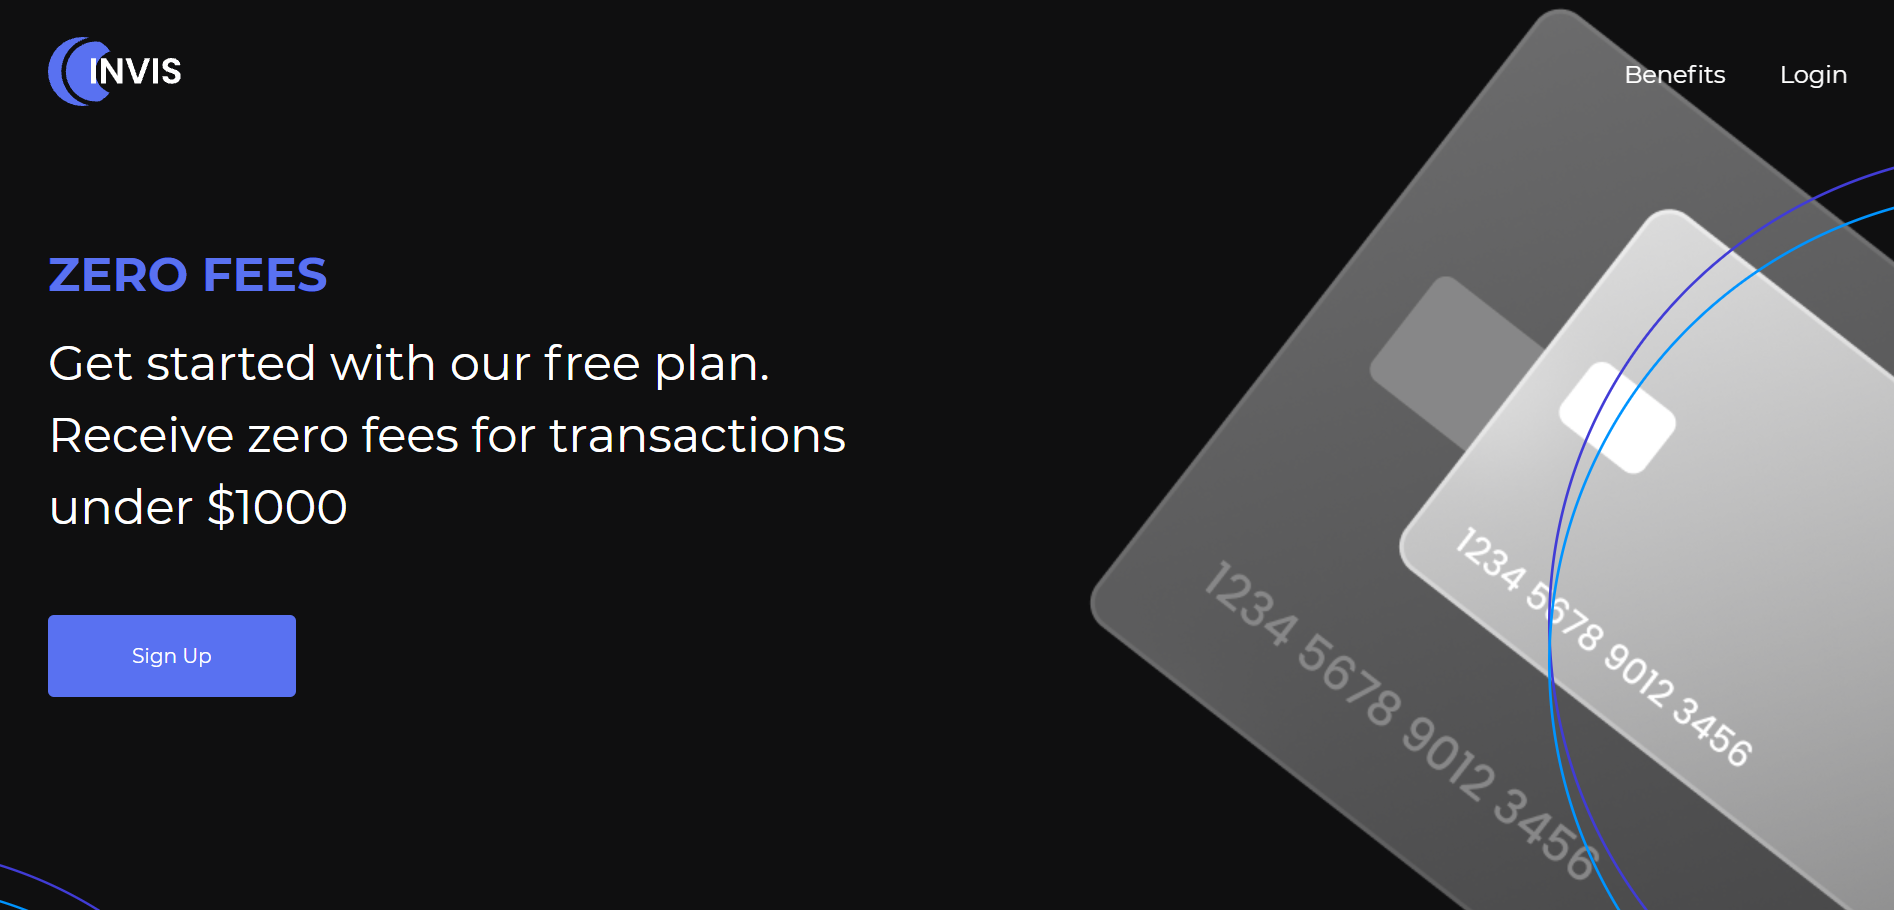 INVIS
Benefits
Login
ZERO FEES
Get started with our free plan.
Receive zero fees for transactions
under $1000
Sign Up
1234 5678 9012 3456
1234 5678 9012 3456